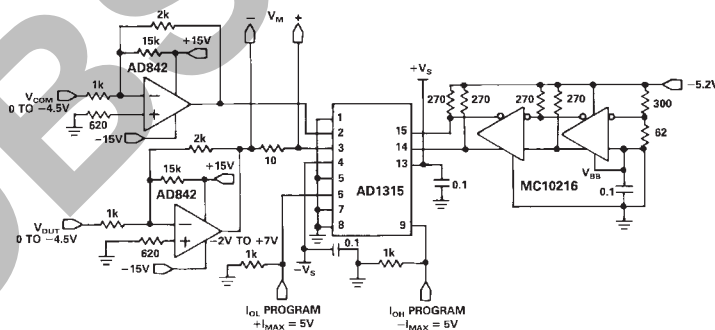 2k
− V_M +
15k
+15V
AD842
V_COM
0 TO −4.5V
1k
620
−15V
2k
10
15k
+15V
AD842
V_DUT
0 TO −4.5V
1k
620
−15V
−2V TO +7V
1k
I_OL PROGRAM
+I_MAX = 5V
1
2
3
4
5
6
7
8
15
14
13
9
AD1315
−V_S
0.1
1k
I_OH PROGRAM
−I_MAX = 5V
+V_S
0.1
270
270
270
270
−5.2V
300
62
V_BB
0.1
MC10216